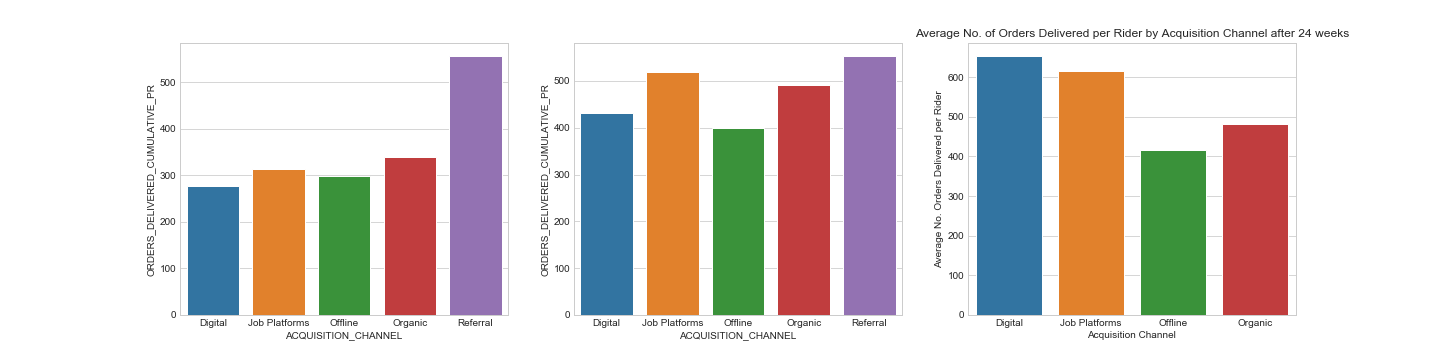 ORDERS_DELIVERED_CUMULATIVE_PR
500
400
300
200
100
0
Digital Job Platforms Offline Organic Referral
ACQUISITION_CHANNEL
ORDERS_DELIVERED_CUMULATIVE_PR
500
400
300
200
100
0
Digital Job Platforms Offline Organic Referral
ACQUISITION_CHANNEL
Average No. of Orders Delivered per Rider by Acquisition Channel after 24 weeks
Average No. Orders Delivered per Rider
600
500
400
300
200
100
0
Digital Job Platforms Offline Organic
Acquisition Channel